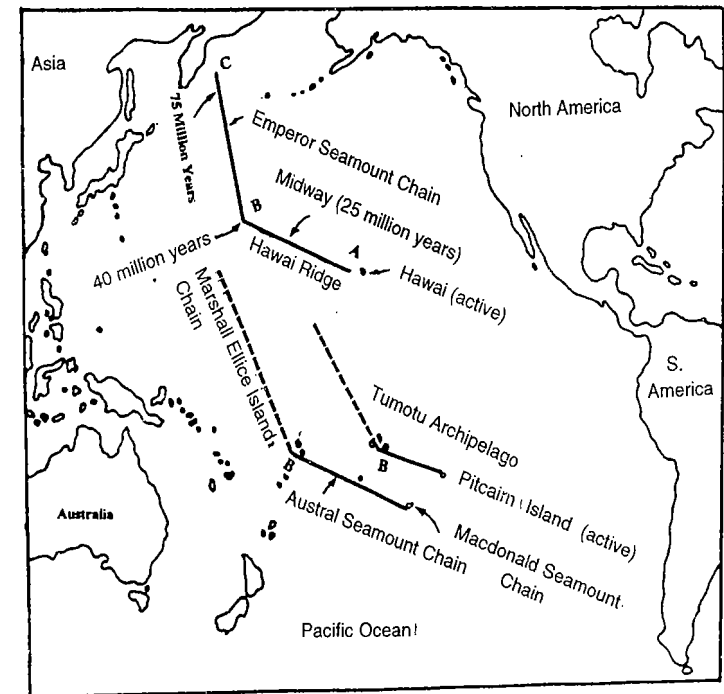 Asia
C
North America
75 Million Years
Emperor Seamount Chain
Midway (25 million years)
B
A
40 million years
Hawai Ridge
Hawai (active)
Marshall Ellice Island
Chain
S.
America
Tumotu Archipelago
B
B
Pitcairn Island (active)
Australia
Austral Seamount Chain
Macdonald Seamount
Chain
Pacific Ocean